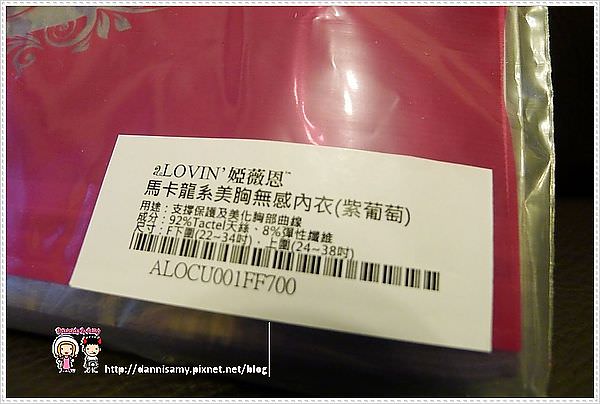 a.LOVIN' 婭薇恩™
馬卡龍系美胸無感內衣(紫葡萄)
用途：支撐保護及美化胸部曲線
成分：92%Tactel天絲、8%彈性纖維
尺寸：F下圍(22~34吋)．上圍(24~38吋)
ALOCU001FF700
http://dannisamy.pixnet.net/blog